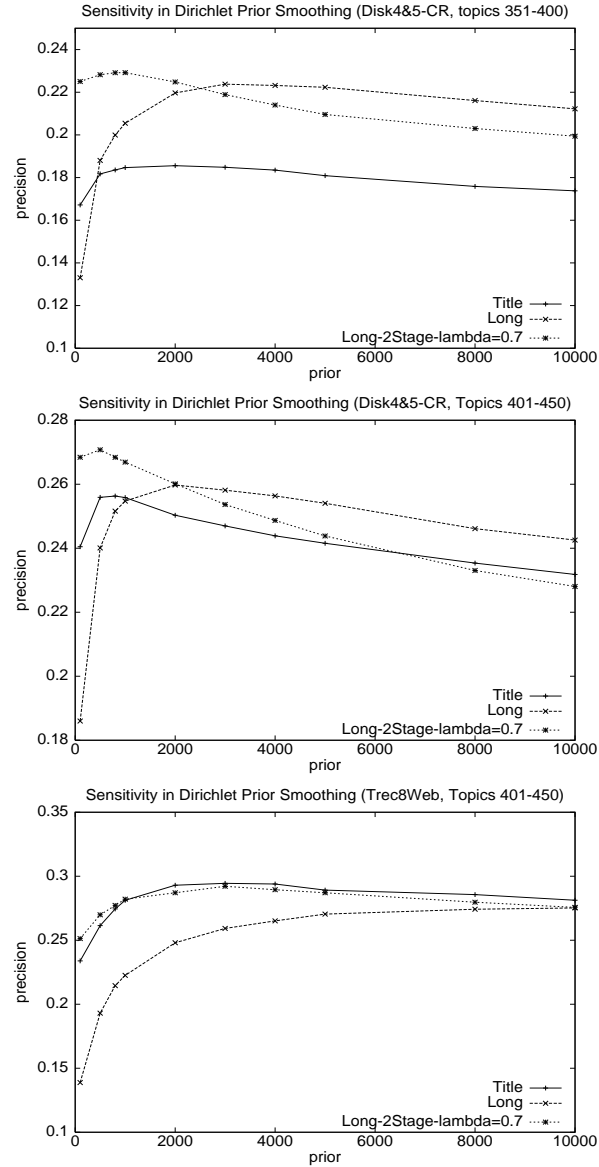 Sensitivity in Dirichlet Prior Smoothing (Disk4&5-CR, topics 351-400)
0.24
0.22
0.2
0.18
0.16
0.14
0.12
0.1
precision
Title
Long
Long-2Stage-lambda=0.7
0 2000 4000 6000 8000 10000
prior
Sensitivity in Dirichlet Prior Smoothing (Disk4&5-CR, Topics 401-450)
0.28
0.26
0.24
0.22
0.2
0.18
precision
Title
Long
Long-2Stage-lambda=0.7
0 2000 4000 6000 8000 10000
prior
Sensitivity in Dirichlet Prior Smoothing (Trec8Web, Topics 401-450)
0.35
0.3
0.25
0.2
0.15
0.1
precision
Title
Long
Long-2Stage-lambda=0.7
0 2000 4000 6000 8000 10000
prior